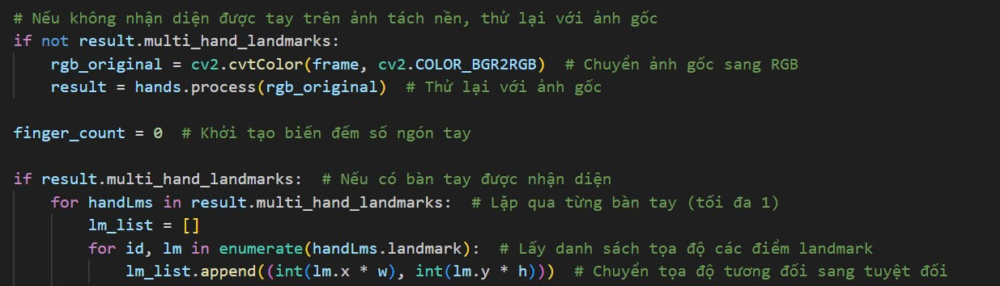 # Nếu không nhận diện được tay trên ảnh tách nền, thử lại với ảnh gốc
if not result.multi_hand_landmarks:
    rgb_original = cv2.cvtColor(frame, cv2.COLOR_BGR2RGB)  # Chuyển ảnh gốc sang RGB
    result = hands.process(rgb_original)  # Thử lại với ảnh gốc

finger_count = 0  # Khởi tạo biến đếm số ngón tay

if result.multi_hand_landmarks:  # Nếu có bàn tay được nhận diện
    for handLms in result.multi_hand_landmarks:  # Lặp qua từng bàn tay (tối đa 1)
        lm_list = []
        for id, lm in enumerate(handLms.landmark):  # Lấy danh sách tọa độ các điểm landmark
            lm_list.append((int(lm.x * w), int(lm.y * h)))  # Chuyển tọa độ tương đối sang tuyệt đối